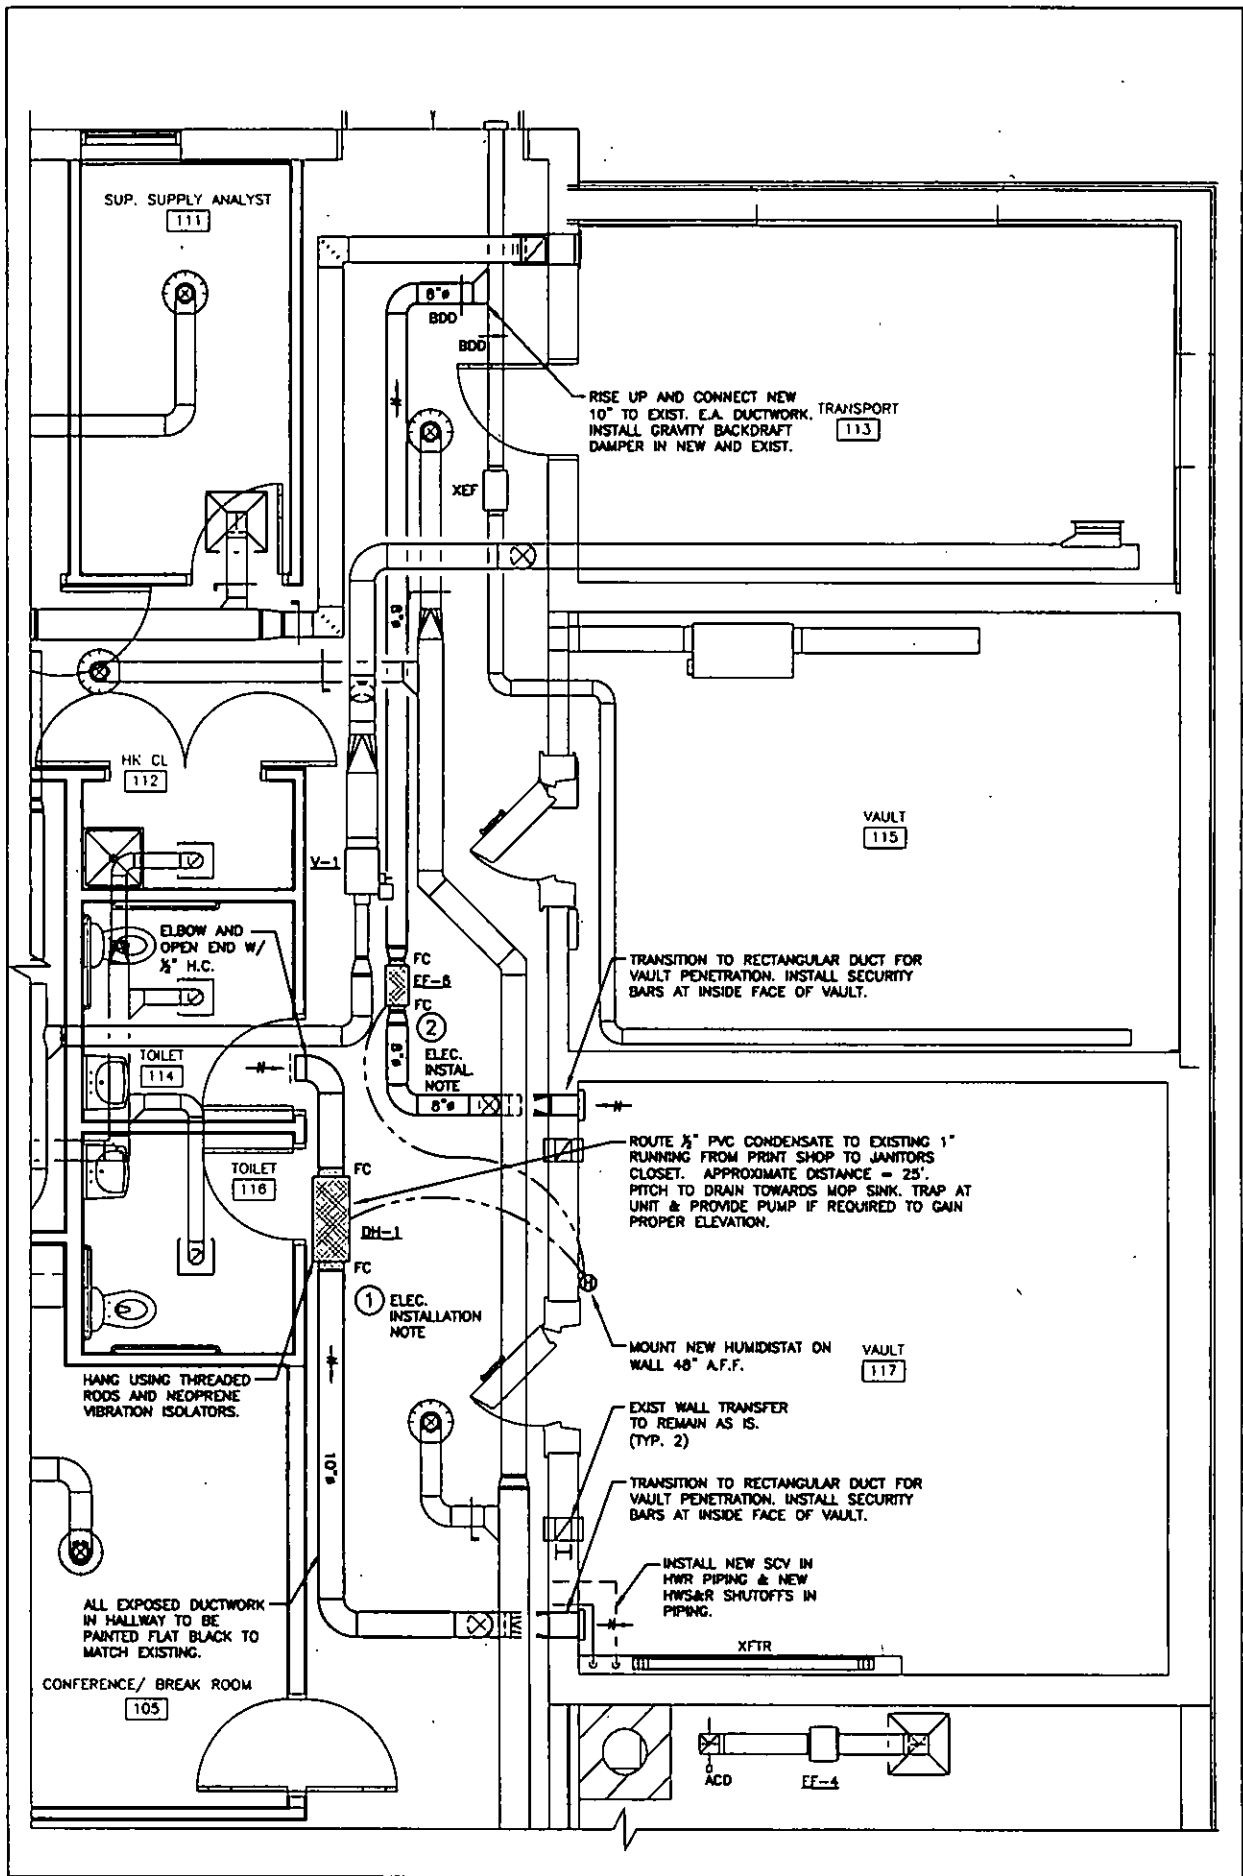 SUP. SUPPLY ANALYST
111
8"ø
BDD
BDD
RISE UP AND CONNECT NEW
10" TO EXIST. E.A. DUCTWORK.
INSTALL GRAVITY BACKDRAFT
DAMPER IN NEW AND EXIST.
TRANSPORT
113
XEF
8"ø
HK CL
112
VAULT
115
V-1
ELBOW AND
OPEN END W/
½" H.C.
FC
EF-6
FC
2
ELEC.
INSTAL.
NOTE
8"ø
8"ø
TRANSITION TO RECTANGULAR DUCT FOR
VAULT PENETRATION. INSTALL SECURITY
BARS AT INSIDE FACE OF VAULT.
TOILET
114
TOILET
116
FC
DH-1
FC
ROUTE PVC CONDENSATE TO EXISTING 1"
RUNNING FROM PRINT SHOP TO JANITORS
CLOSET. APPROXIMATE DISTANCE = 25'.
PITCH TO DRAIN TOWARDS MOP SINK. TRAP AT
UNIT & PROVIDE PUMP IF REQUIRED TO GAIN
PROPER ELEVATION.
H
1
ELEC.
INSTALLATION
NOTE
MOUNT NEW HUMIDISTAT ON
WALL 48" A.F.F.
VAULT
117
HANG USING THREADED
RODS AND NEOPRENE
VIBRATION ISOLATORS.
EXIST WALL TRANSFER
TO REMAIN AS IS.
(TYP. 2)
10"ø
TRANSITION TO RECTANGULAR DUCT FOR
VAULT PENETRATION. INSTALL SECURITY
BARS AT INSIDE FACE OF VAULT.
INSTALL NEW SCV IN
HWR PIPING & NEW
HWS&R SHUTOFFS IN
PIPING.
ALL EXPOSED DUCTWORK
IN HALLWAY TO BE
PAINTED FLAT BLACK TO
MATCH EXISTING.
XFTR
CONFERENCE/ BREAK ROOM
105
ACD
EF-4